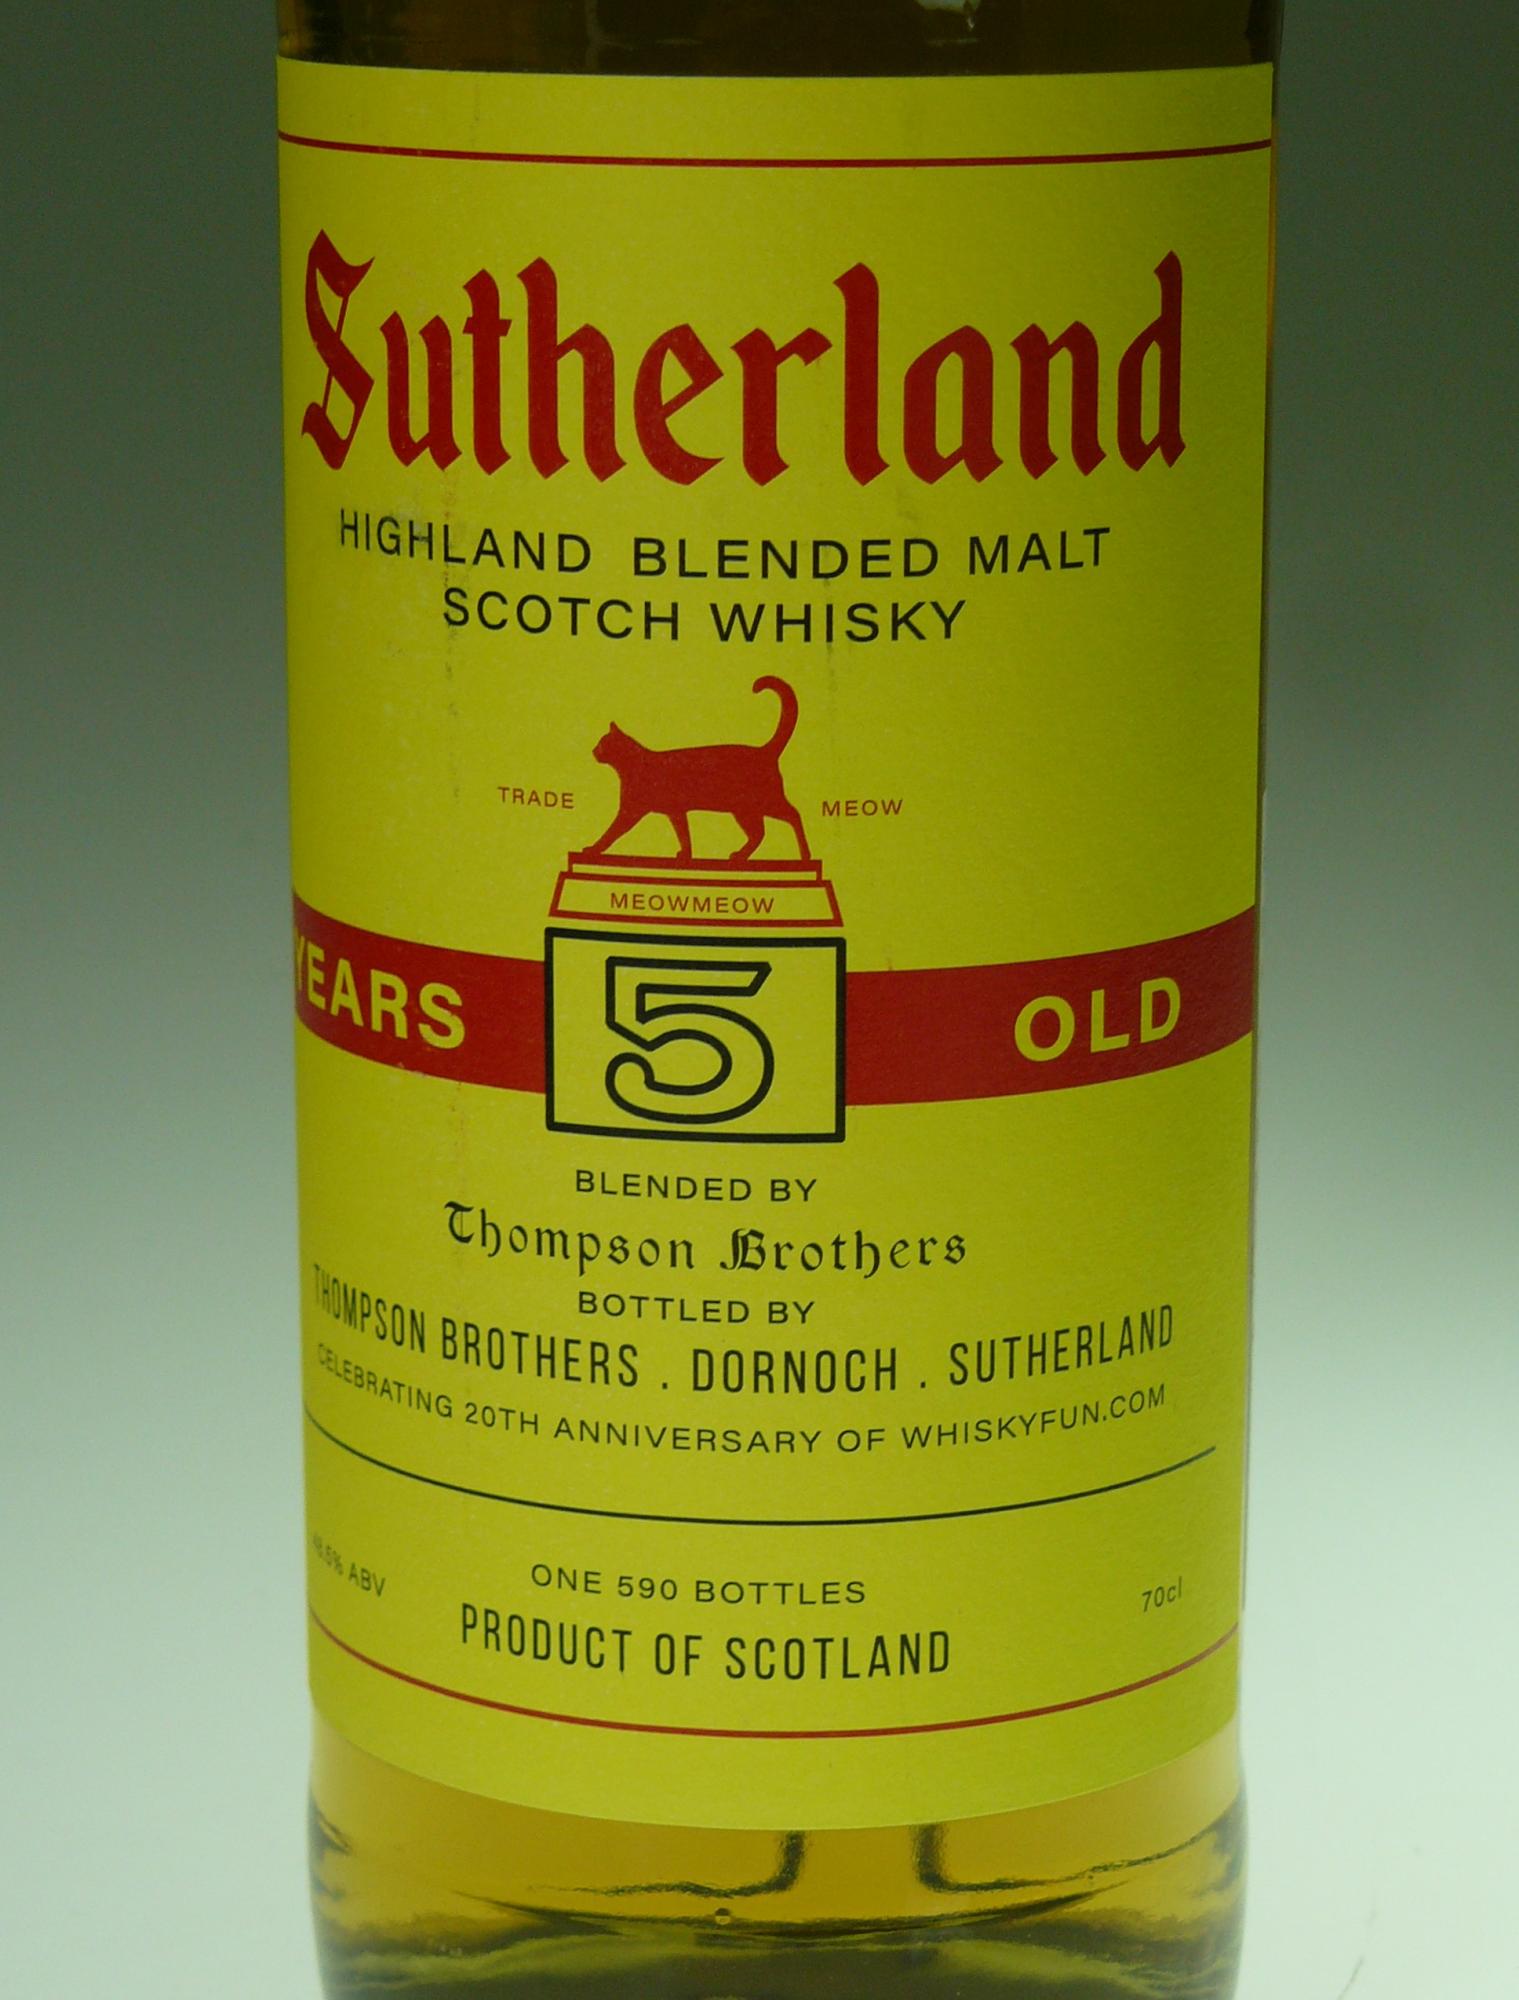 Sutherland
HIGHLAND BLENDED MALT
SCOTCH WHISKY
TRADE MEOW
MEOWMEOW
YEARS 5 OLD
BLENDED BY
Thompson Brothers
BOTTLED BY
THOMPSON BROTHERS . DORNOCH . SUTHERLAND
CELEBRATING 20TH ANNIVERSARY OF WHISKYFUN.COM
ABV ONE 590 BOTTLES 70cl
PRODUCT OF SCOTLAND